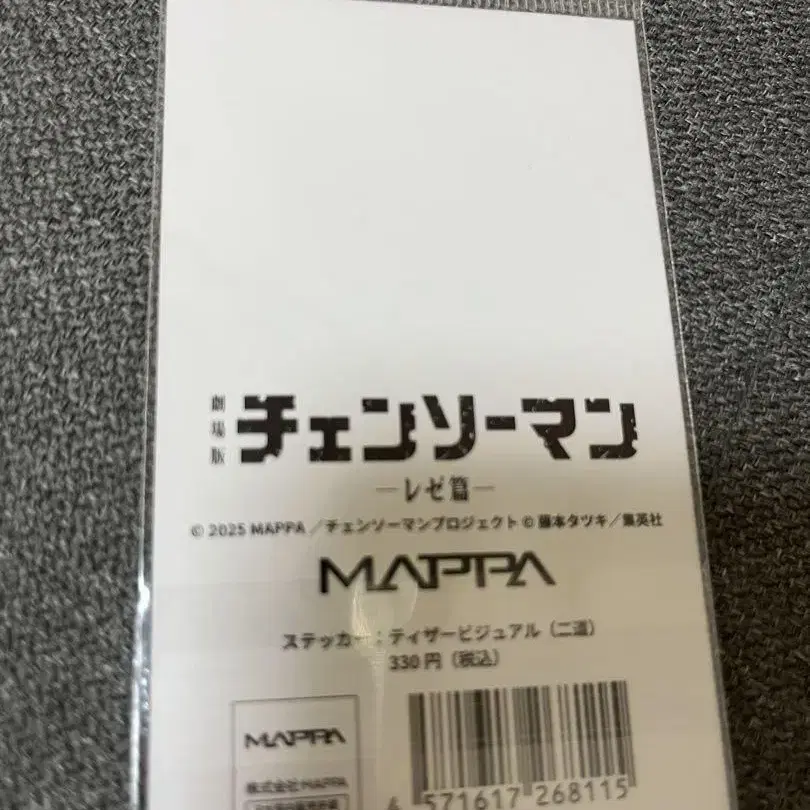 劇場版
チェンソーマン
―レゼ篇―
© 2025 MAPPA／チェンソーマンプロジェクト © 藤本タツキ／集英社
MAPPA
ステッカー：ティザービジュアル（二道）
330円（税込）
MAPPA
株式会社MAPPA
4 571617 268115